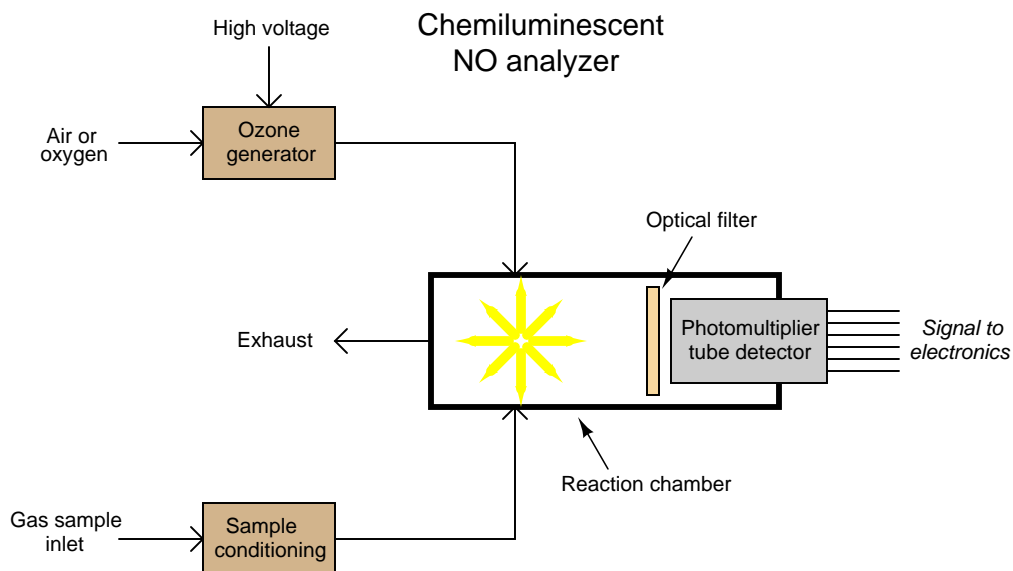 Chemiluminescent
NO analyzer
High voltage
Air or
oxygen
Ozone
generator
Optical filter
Exhaust
Photomultiplier
tube detector
Signal to
electronics
Reaction chamber
Gas sample
inlet
Sample
conditioning